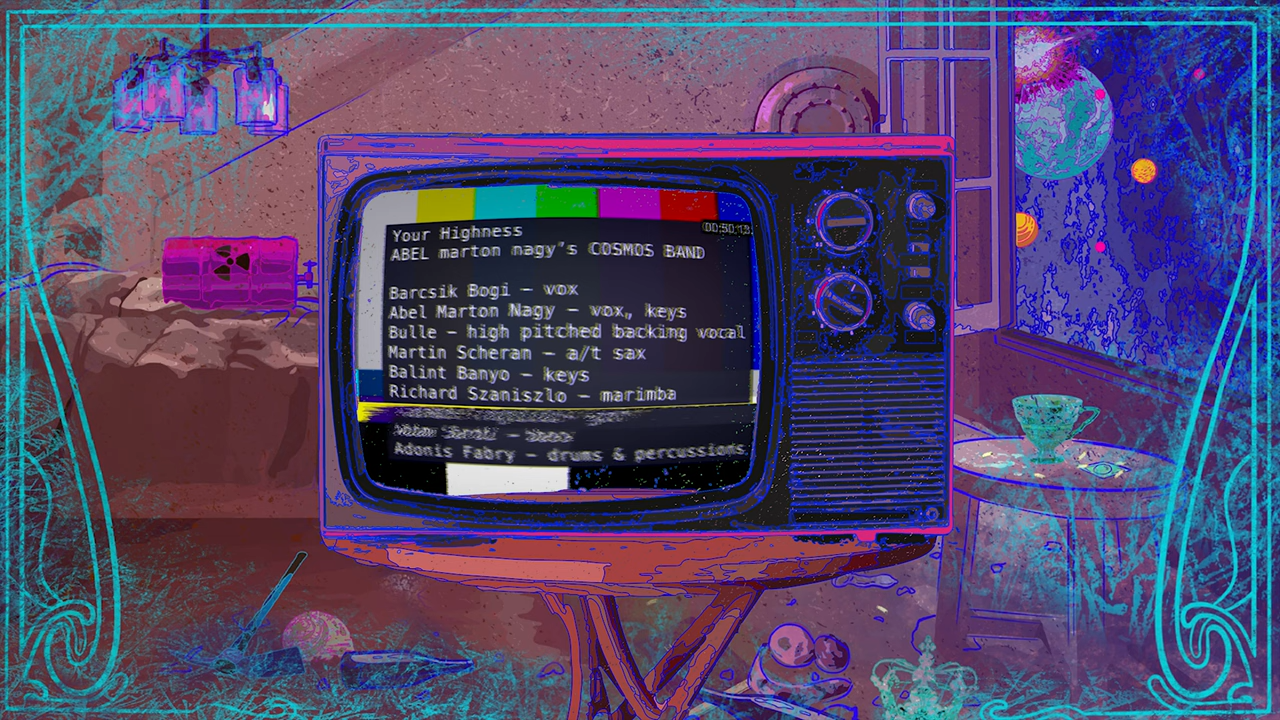 00:50:13
Your Highness
ABEL marton nagy's COSMOS BAND
Barcsik Bogi – vox
Abel Marton Nagy – vox, keys
Bulle – high pitched backing vocal
Martin Scheran – a/t sax
Balint Banyo – keys
Richard Szaniszlo – marimba
Adonis Fabry – drums & percussions